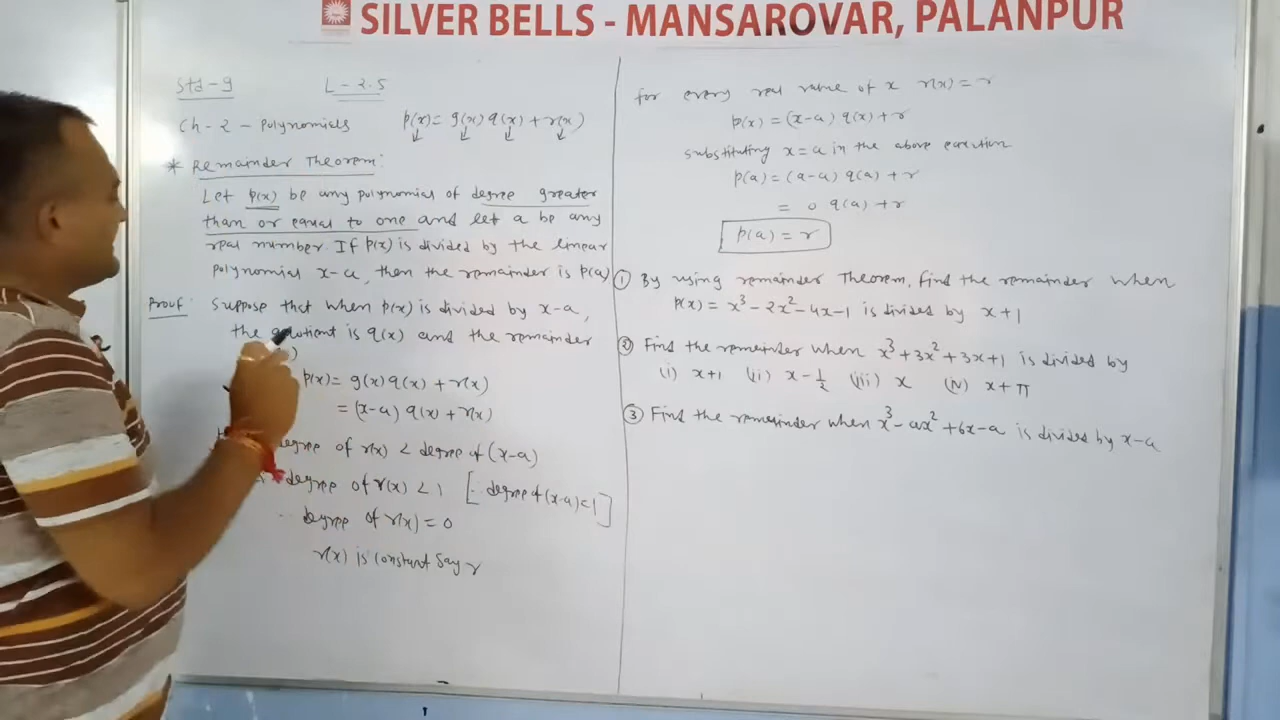 SILVER BELLS - MANSAROVAR, PALANPUR
Std-9 L-2.5
Ch-2-Polynomials p(x)= g(x) q(x) + r(x)
* Remainder Theorem:
Let p(x) be any polynomial of degree greater
than or equal to one and let a be any
real number. If p(x) is divided by the linear
polynomial x-a, then the remainder is p(a)
Proof: Suppose that when p(x) is divided by x-a,
the quotient is q(x) and the remainder
p(x)= g(x)q(x) + r(x)
= (x-a) q(x) + r(x)
degree of r(x) < degree of (x-a)
degree of r(x) < 1 [∵ degree of (x-a)=1]
degree of r(x) = 0
r(x) is constant say r
for every real value of x r(x) = r
p(x) = (x-a) q(x) + r
substituting x=a in the above equation
p(a) = (a-a) q(a) + r
= 0 q(a) + r
p(a) = r
① By using remainder Theorem, find the remainder when
p(x) = x³-2x²-4x-1 is divided by x+1
② Find the remainder when x³+3x²+3x+1 is divided by
(i) x+1 (ii) x-1/2 (iii) x (iv) x+π
③ Find the remainder when x³-ax²+6x-a is divided by x-a